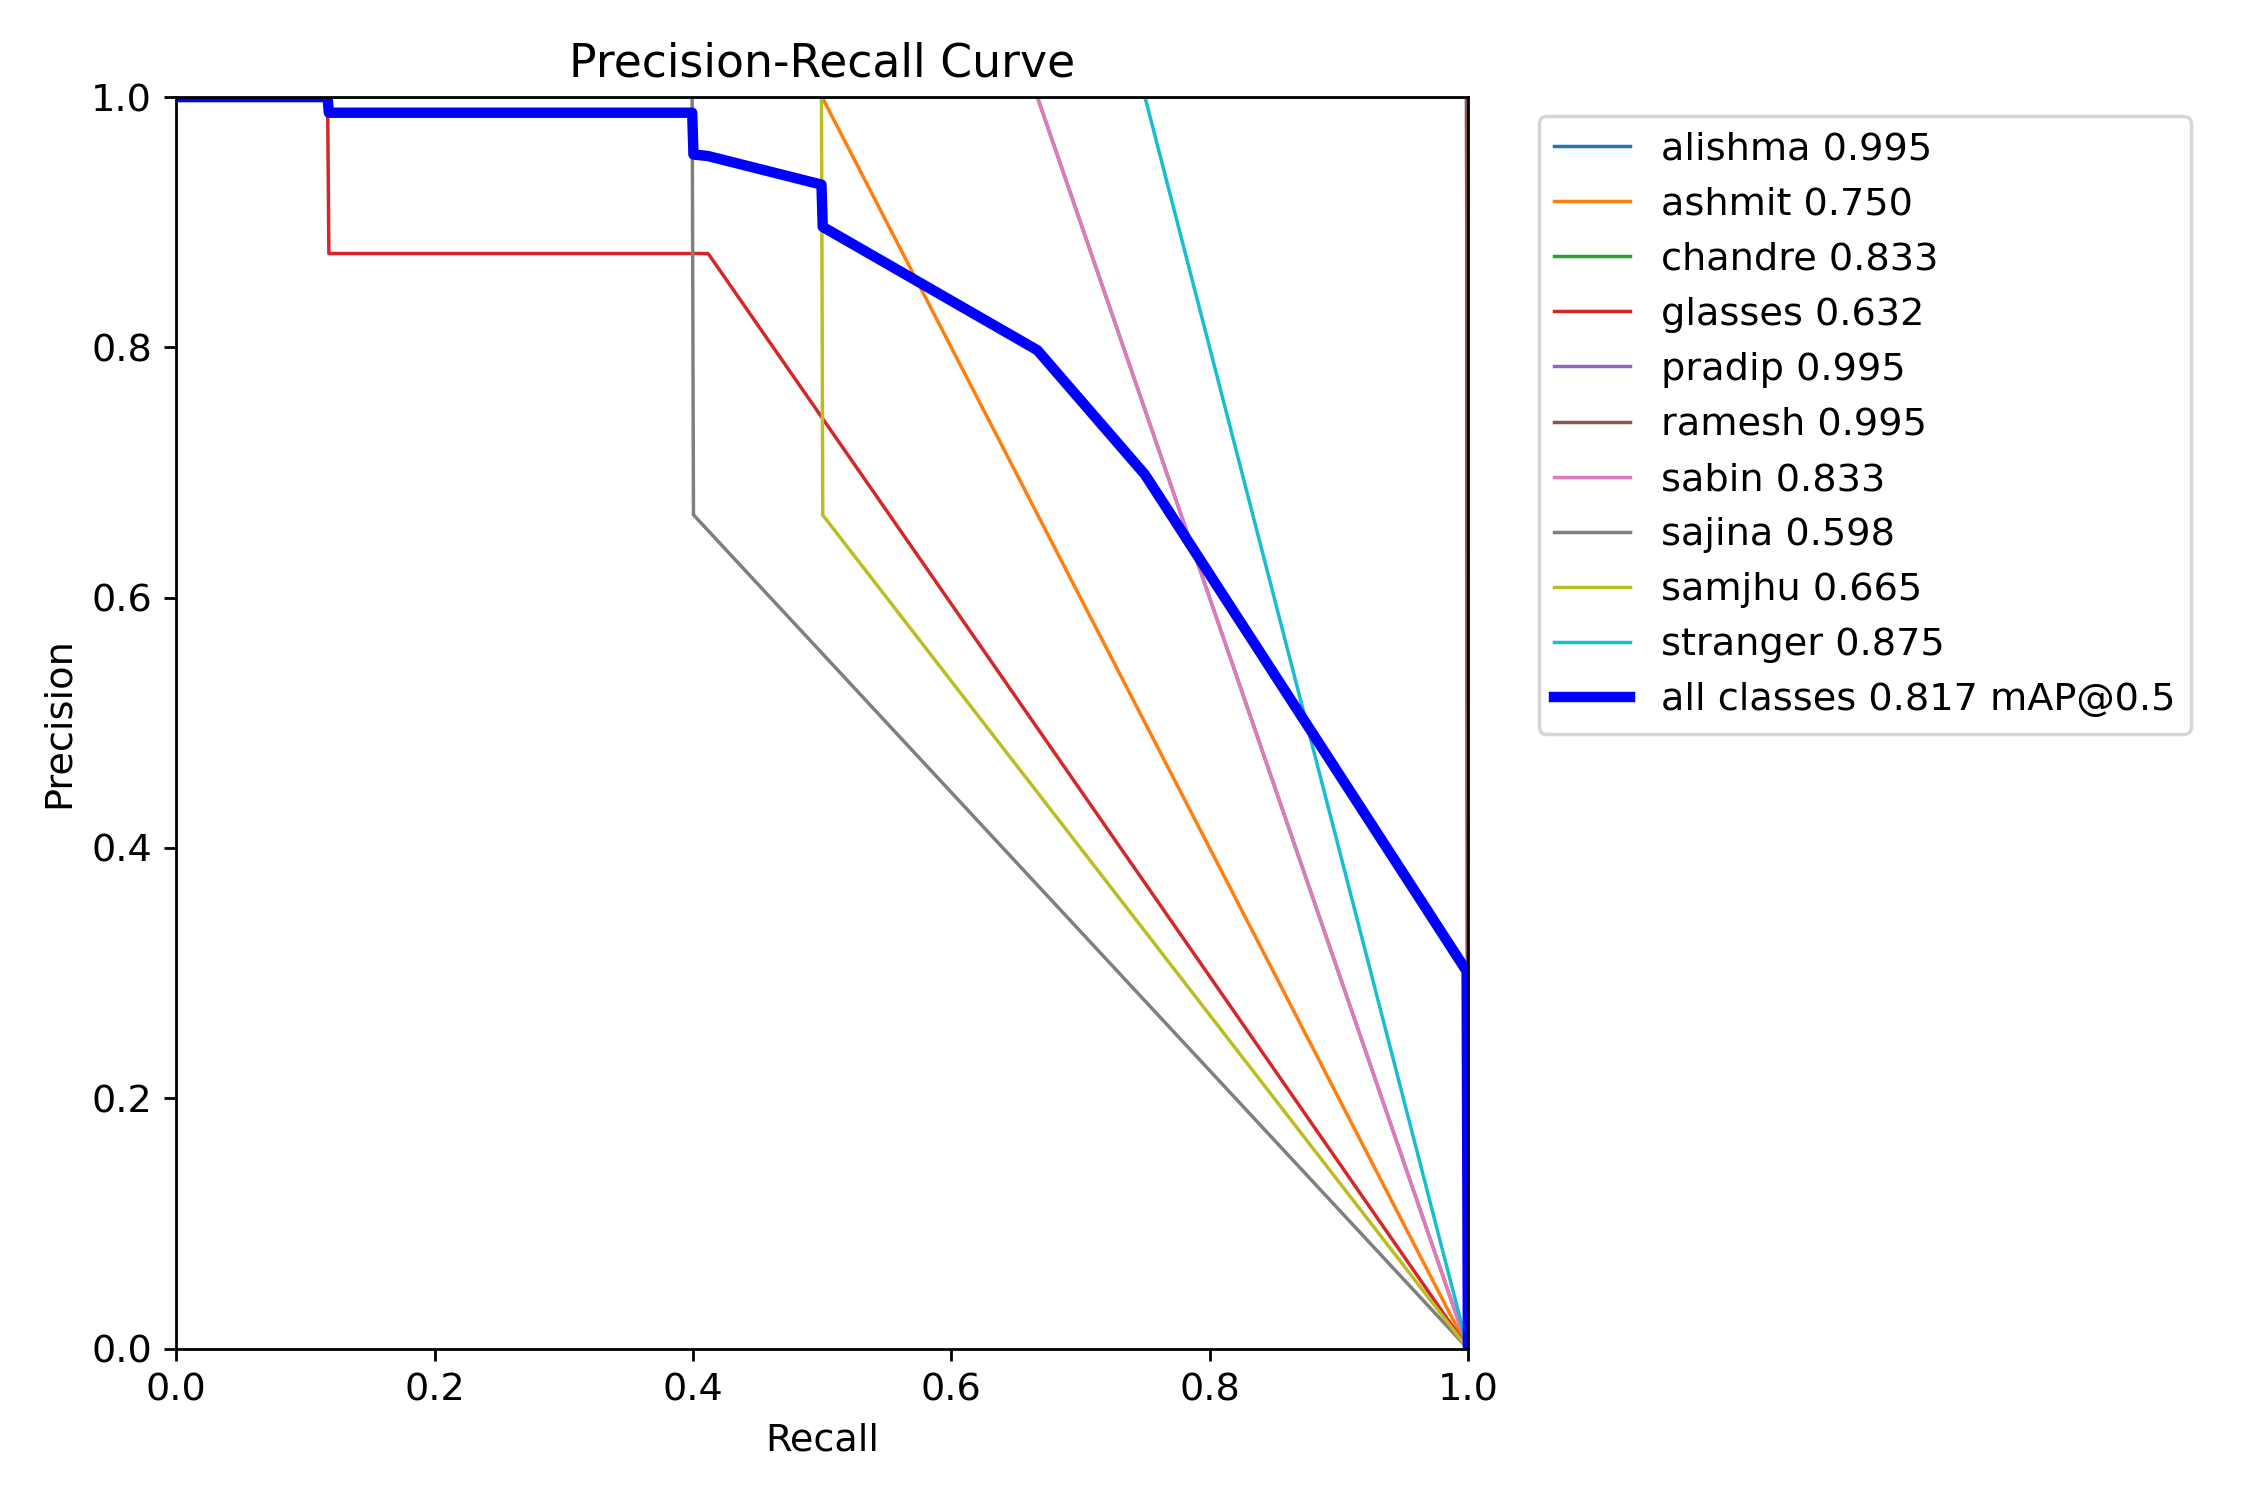 Precision-Recall Curve
1.0
0.8
0.6
0.4
0.2
0.0
Precision
0.0 0.2 0.4 0.6 0.8 1.0
Recall
alishma 0.995
ashmit 0.750
chandre 0.833
glasses 0.632
pradip 0.995
ramesh 0.995
sabin 0.833
sajina 0.598
samjhu 0.665
stranger 0.875
all classes 0.817 mAP@0.5